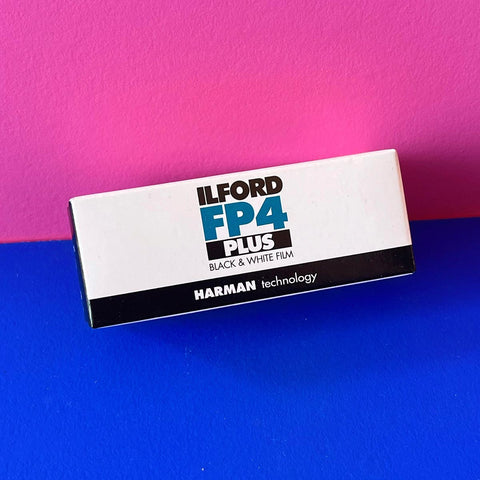 ILFORD
FP4
PLUS
BLACK & WHITE FILM
HARMAN technology